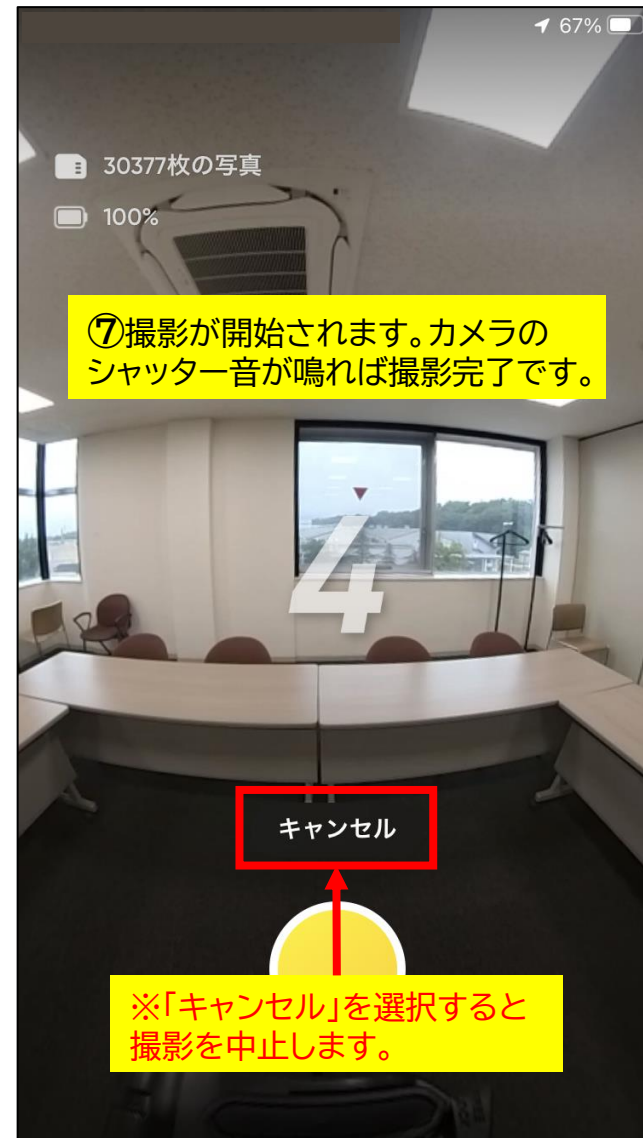 67%
30377枚の写真
100%
⑦撮影が開始されます。カメラの
シャッター音が鳴れば撮影完了です。
4
キャンセル
※「キャンセル」を選択すると
撮影を中止します。